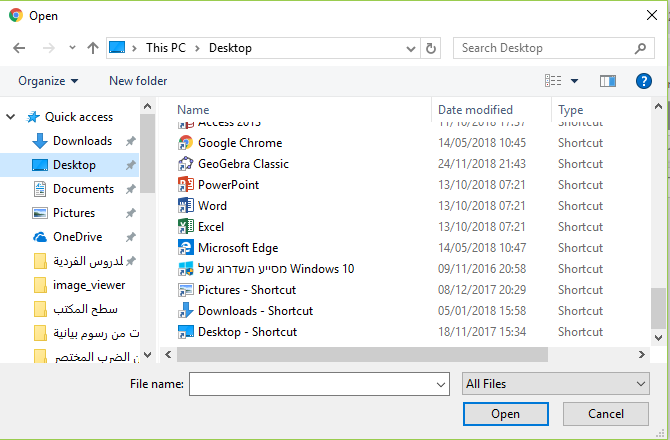 Open
This PC > Desktop
Search Desktop
Organize
New folder
Name
Date modified
Type
Quick access
Downloads
Desktop
Documents
Pictures
OneDrive
للدروس الفردية
image_viewer
سطح المكتب
ت من رسوم بيانية
ن الضرب المختصر
Access 2013 11/10/2018 17:37 Shortcut
Google Chrome 14/05/2018 10:45 Shortcut
GeoGebra Classic 24/11/2018 21:43 Shortcut
PowerPoint 13/10/2018 07:21 Shortcut
Word 13/10/2018 07:21 Shortcut
Excel 13/10/2018 07:21 Shortcut
Microsoft Edge 14/05/2018 10:47 Shortcut
מסייע השדרוג של Windows 10 09/11/2016 20:58 Shortcut
Pictures - Shortcut 08/12/2017 20:29 Shortcut
Downloads - Shortcut 05/01/2018 15:58 Shortcut
Desktop - Shortcut 18/11/2017 15:34 Shortcut
File name:
All Files
Open
Cancel